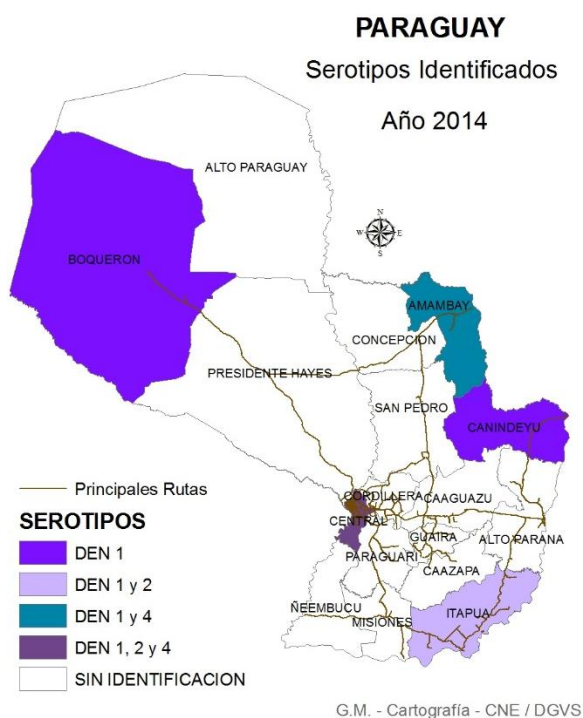 PARAGUAY
Serotipos Identificados
Año 2014
ALTO PARAGUAY
N
W E
S
BOQUERON
AMAMBAY
CONCEPCION
PRESIDENTE HAYES
SAN PEDRO
CANINDEYU
Principales Rutas
SEROTIPOS
DEN 1
DEN 1 y 2
DEN 1 y 4
DEN 1, 2 y 4
SIN IDENTIFICACION
CORDILLERA
CAAGUAZU
CENTRAL
GUAIRA
ALTO PARANA
PARAGUARI
CAAZAPA
ÑEEMBUCU
MISIONES
ITAPUA
G.M. - Cartografía - CNE / DGVS